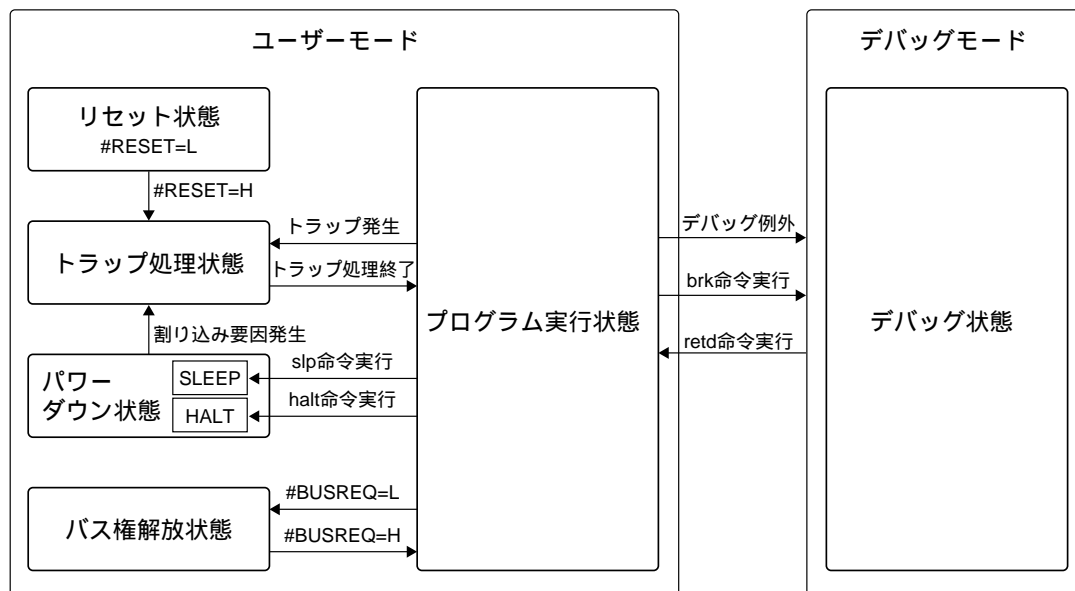 ユーザーモード
デバッグモード
リセット状態
#RESET=L
#RESET=H
トラップ処理状態
トラップ発生
トラップ処理終了
割り込み要因発生
パワー
ダウン状態
SLEEP
HALT
slp命令実行
halt命令実行
バス権解放状態
#BUSREQ=L
#BUSREQ=H
プログラム実行状態
デバッグ例外
brk命令実行
retd命令実行
デバッグ状態